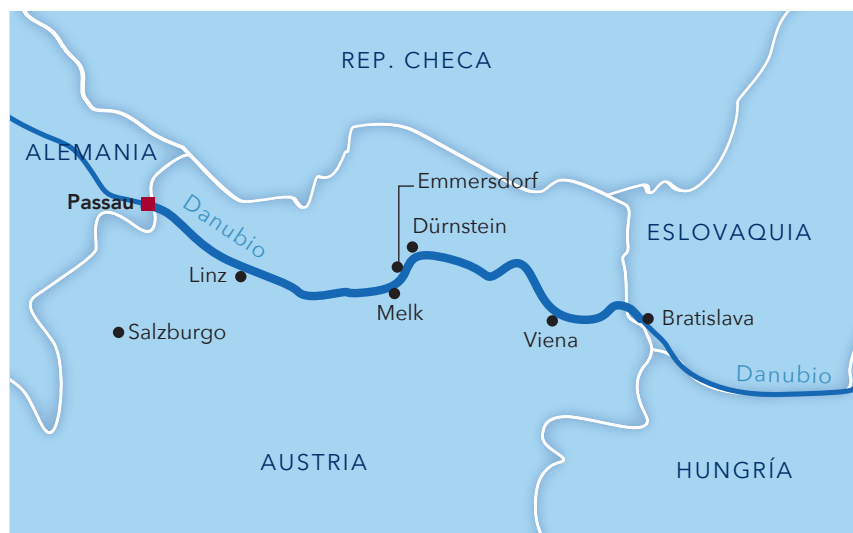 REP. CHECA
ALEMANIA
Emmersdorf
Passau
Danubio
Dürnstein
ESLOVAQUIA
Linz
Melk
Bratislava
Salzburgo
Viena
Danubio
AUSTRIA
HUNGRÍA